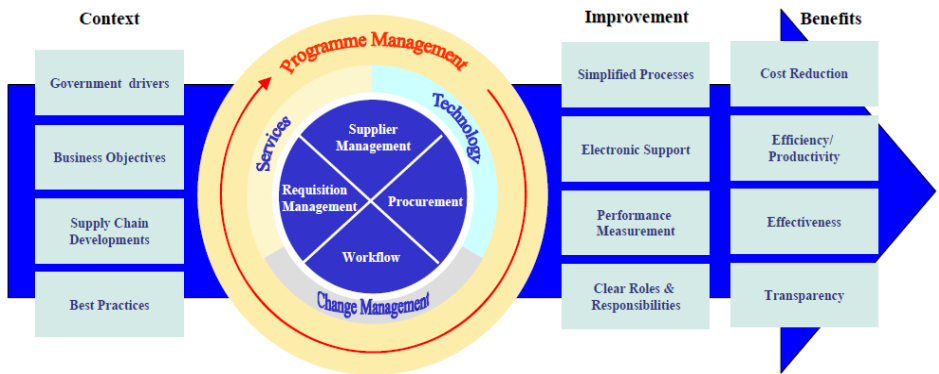 Context
Government drivers
Business Objectives
Supply Chain
Developments
Best Practices
Programme Management
Services
Technology
Change Management
Supplier
Management
Requisition
Management
Procurement
Workflow
Improvement
Simplified Processes
Electronic Support
Performance
Measurement
Clear Roles &
Responsibilities
Benefits
Cost Reduction
Efficiency/
Productivity
Effectiveness
Transparency